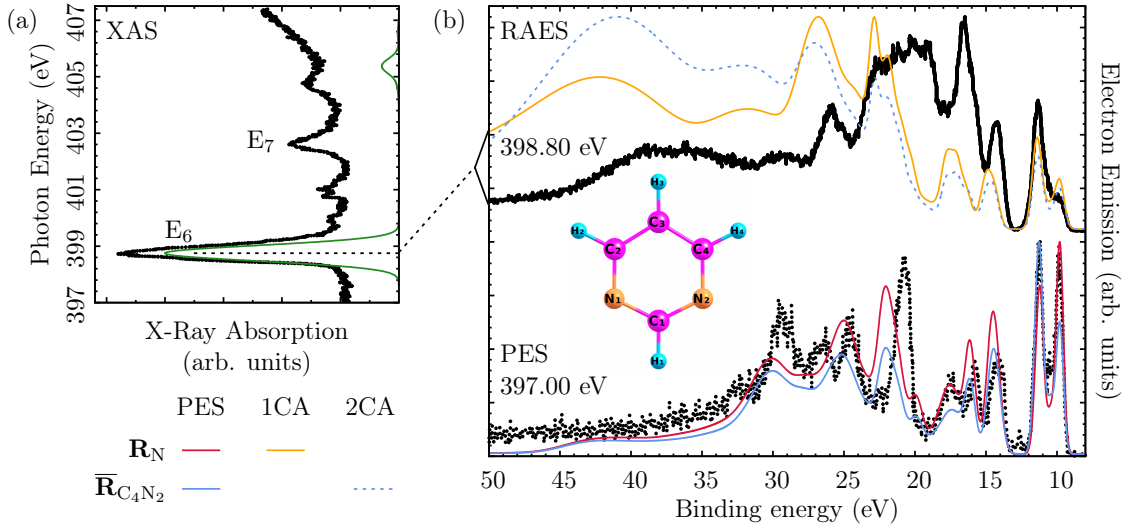 (a)
XAS
407
405
403
401
399
397
Photon Energy (eV)
E7
E6
X-Ray Absorption
(arb. units)
PES 1CA 2CA
RN
R̅C4N2
(b)
RAES
398.80 eV
H3
C3
H2
C2
C4
H4
N1
N2
C1
H1
PES
397.00 eV
50 45 40 35 30 25 20 15 10
Binding energy (eV)
Electron Emission (arb. units)